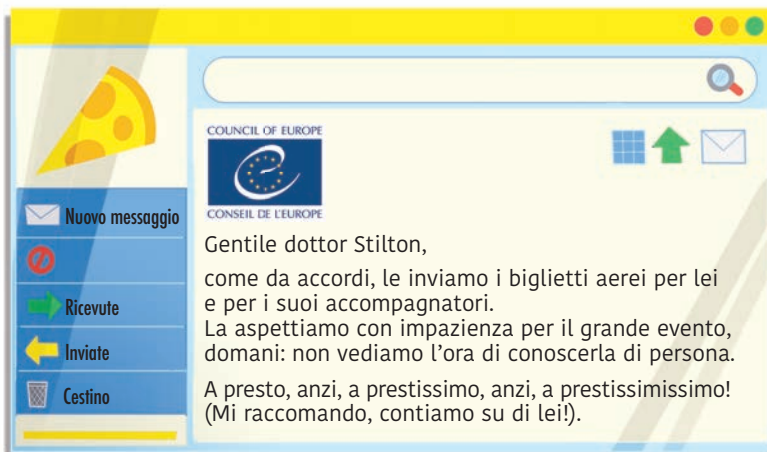 COUNCIL OF EUROPE
CONSEIL DE L'EUROPE
Nuovo messaggio
Ricevute
Inviate
Cestino
Gentile dottor Stilton,
come da accordi, le inviamo i biglietti aerei per lei
e per i suoi accompagnatori.
La aspettiamo con impazienza per il grande evento,
domani: non vediamo l’ora di conoscerla di persona.
A presto, anzi, a prestissimo, anzi, a prestissimissimo!
(Mi raccomando, contiamo su di lei!).